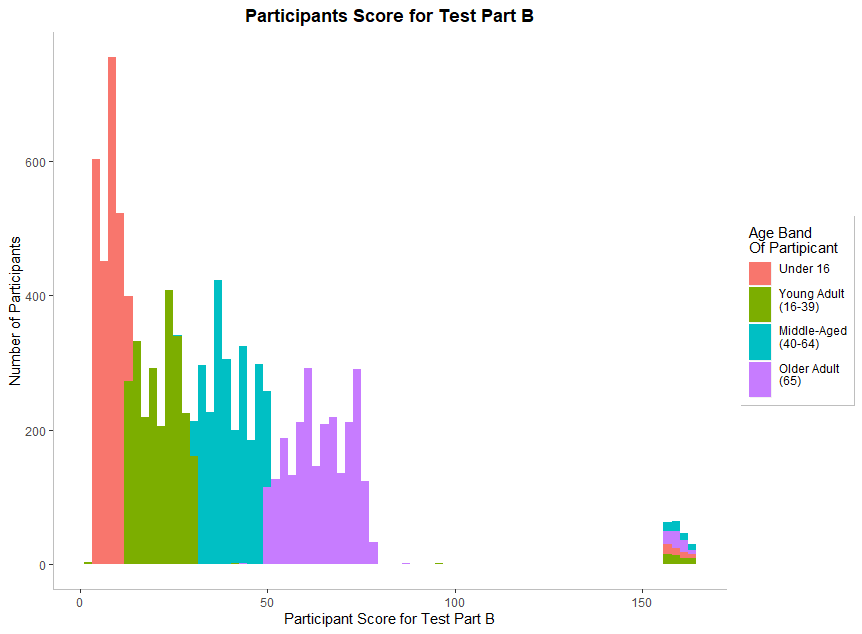 Participants Score for Test Part B
Number of Participants
600
400
200
0
0
50
100
150
Participant Score for Test Part B
Age Band
Of Partipicant
Under 16
Young Adult
(16-39)
Middle-Aged
(40-64)
Older Adult
(65)